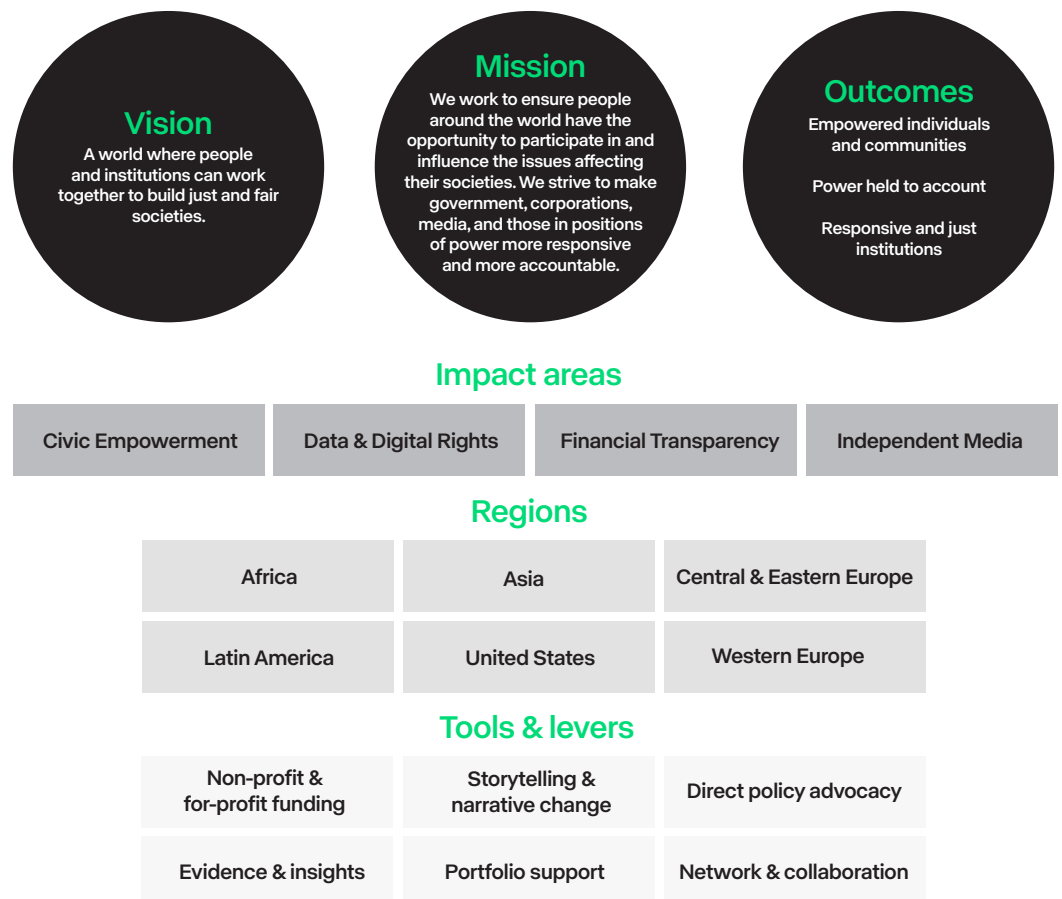 Vision
A world where people
and institutions can work
together to build just and fair
societies.
Mission
We work to ensure people
around the world have the
opportunity to participate in and
influence the issues affecting
their societies. We strive to make
government, corporations,
media, and those in positions
of power more responsive
and more accountable.
Outcomes
Empowered individuals
and communities
Power held to account
Responsive and just
institutions
Impact areas
Civic Empowerment
Data & Digital Rights
Financial Transparency
Independent Media
Regions
Africa
Asia
Central & Eastern Europe
Latin America
United States
Western Europe
Tools & levers
Non-profit &
for-profit funding
Storytelling &
narrative change
Direct policy advocacy
Evidence & insights
Portfolio support
Network & collaboration